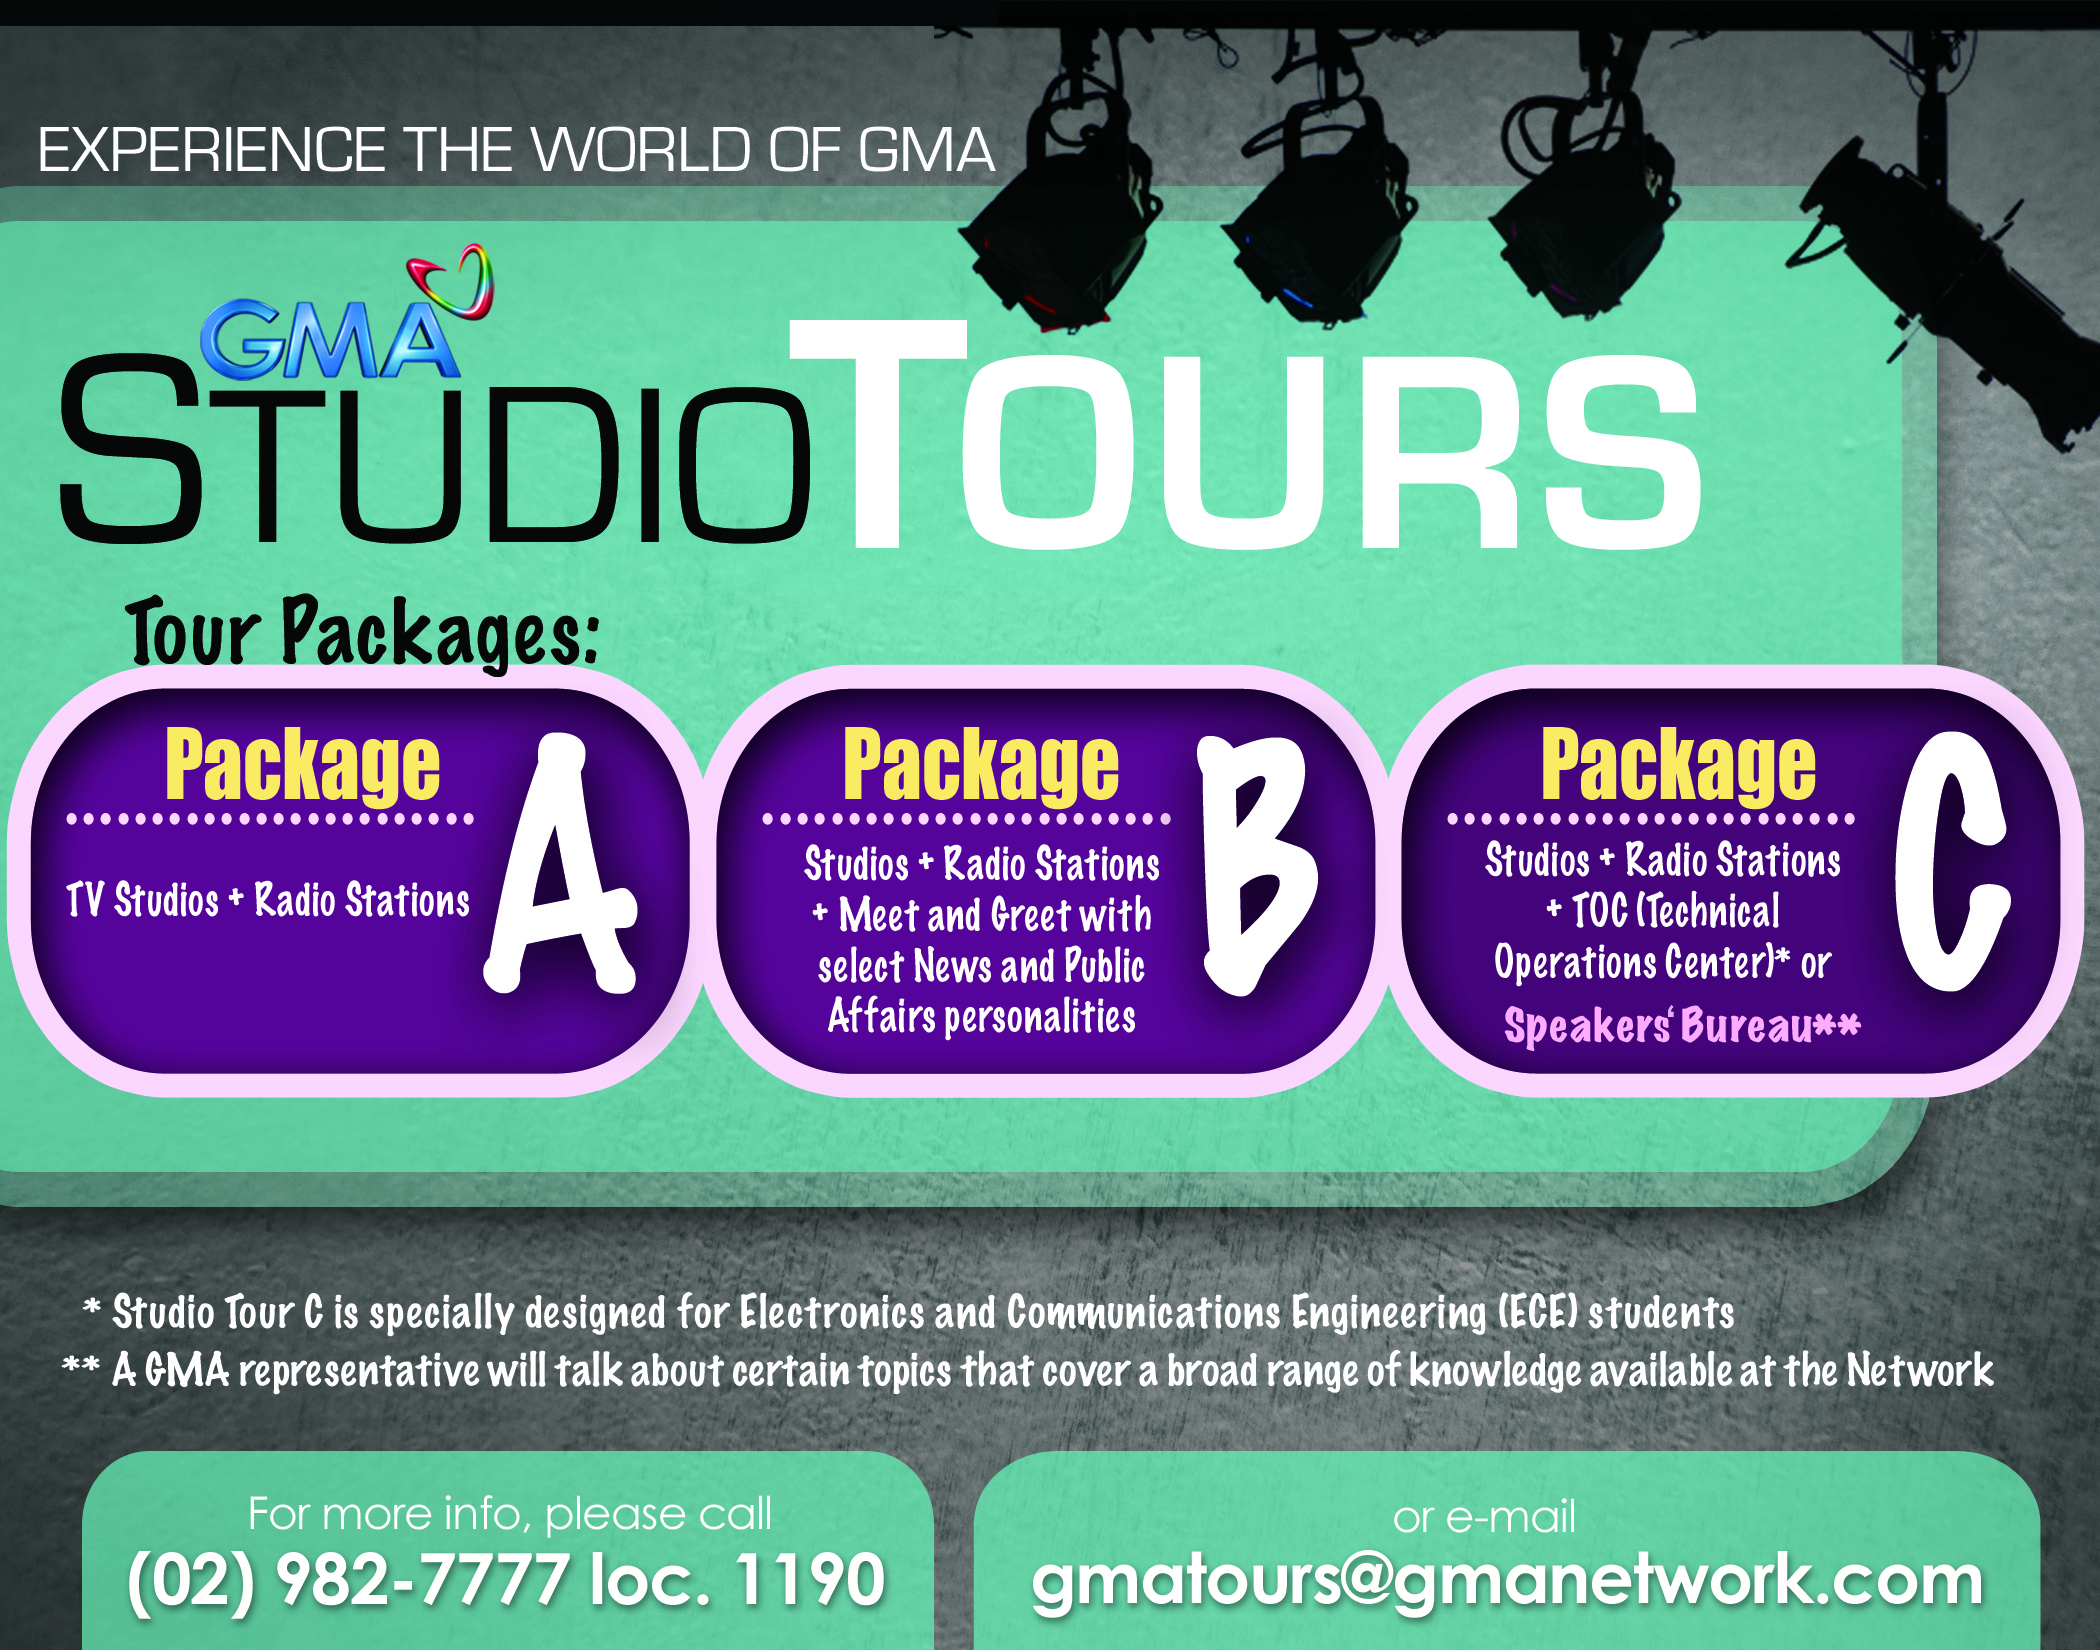 EXPERIENCE THE WORLD OF GMA
GMA
STUDIO TOURS
Tour Packages:
Package A
TV Studios + Radio Stations
Package B
Studios + Radio Stations
+ Meet and Greet with
select News and Public
Affairs personalities
Package C
Studios + Radio Stations
+ TOC (Technical
Operations Center)* or
Speakers‘ Bureau**
* Studio Tour C is specially designed for Electronics and Communications Engineering (ECE) students
** A GMA representative will talk about certain topics that cover a broad range of knowledge available at the Network
For more info, please call
(02) 982-7777 loc. 1190
or e-mail
gmatours@gmanetwork.com